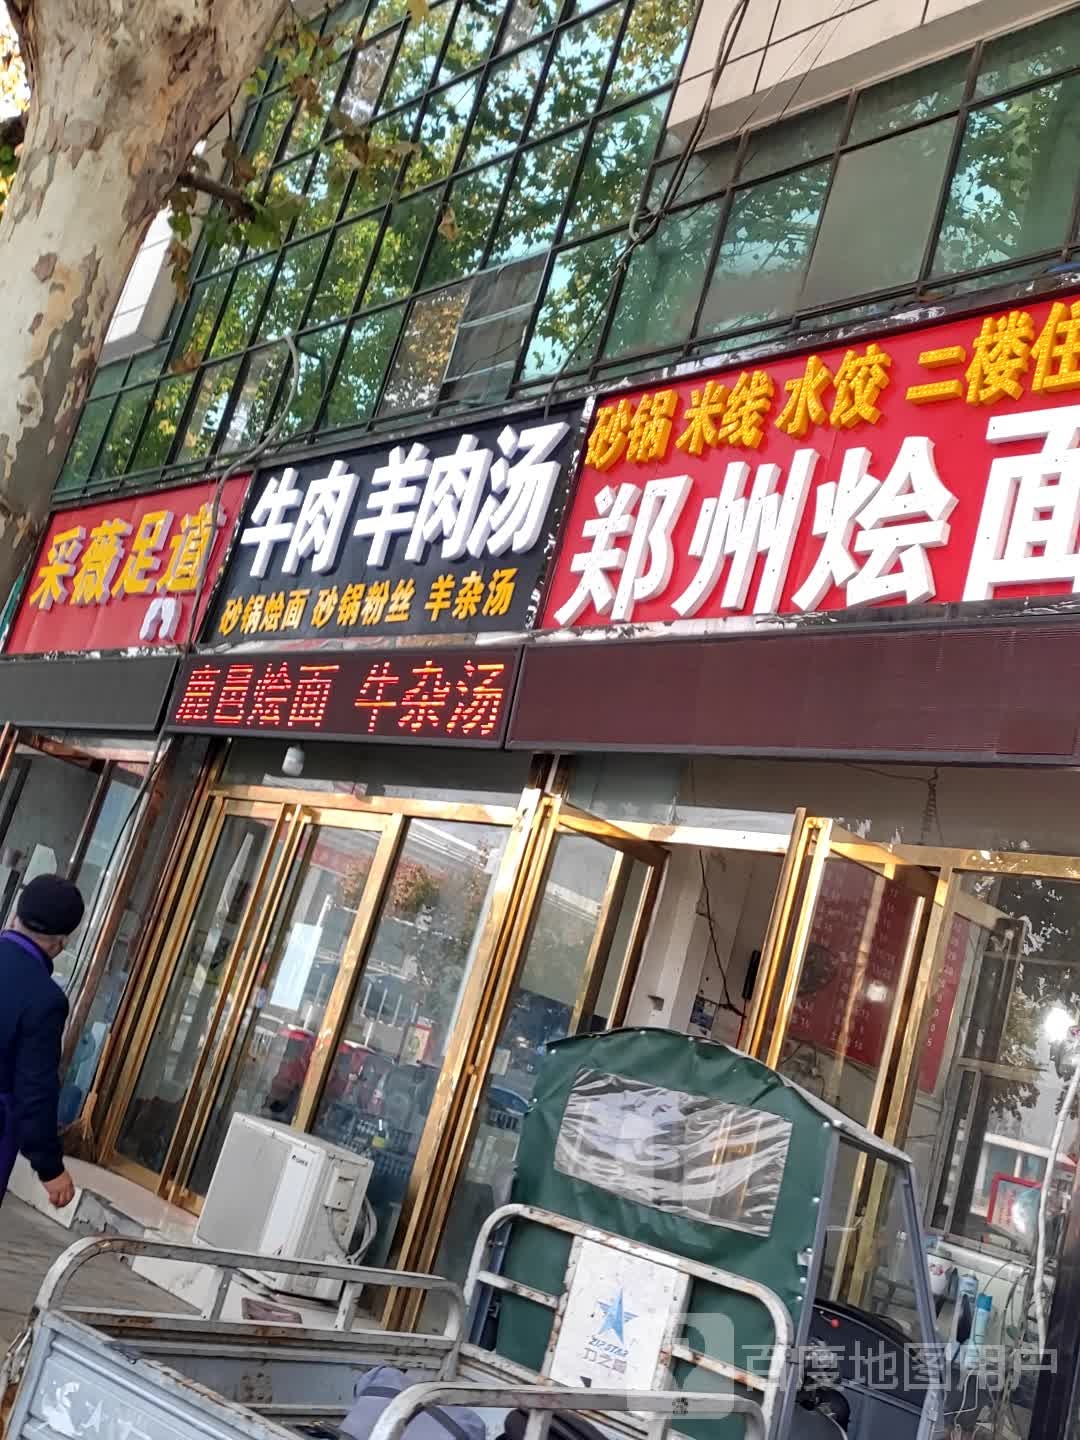 采薇足道
牛肉 羊肉汤
砂锅烩面 砂锅粉丝 羊杂汤
鹿邑烩面 牛杂汤
砂锅 米线 水饺 二楼住
郑州烩面
ZIPSTAR
力之星
百度地图用户